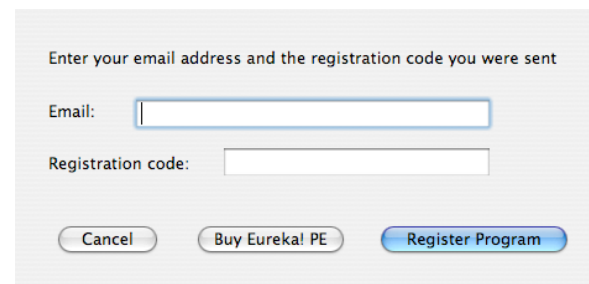 Enter your email address and the registration code you were sent
Email:
Registration code:
Cancel Buy Eureka! PE Register Program